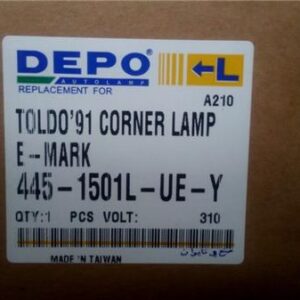 DEPO
AUTOLAMP
L
REPLACEMENT FOR
A210
TOLDO'91 CORNER LAMP
E-MARK
445-1501L-UE-Y
QTY:1 PCS VOLT: 310
MADE IN TAIWAN